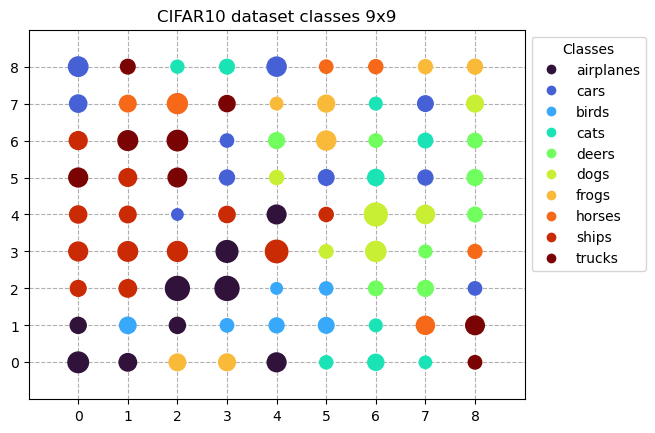 CIFAR10 dataset classes 9x9
8
7
6
5
4
3
2
1
0
0 1 2 3 4 5 6 7 8
Classes
airplanes
cars
birds
cats
deers
dogs
frogs
horses
ships
trucks